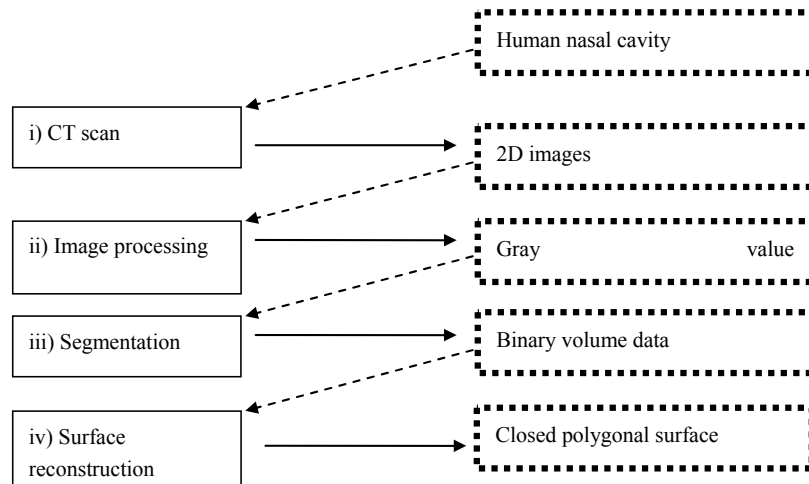 Human nasal cavity
i) CT scan
2D images
ii) Image processing
Gray value
iii) Segmentation
Binary volume data
iv) Surface
reconstruction
Closed polygonal surface